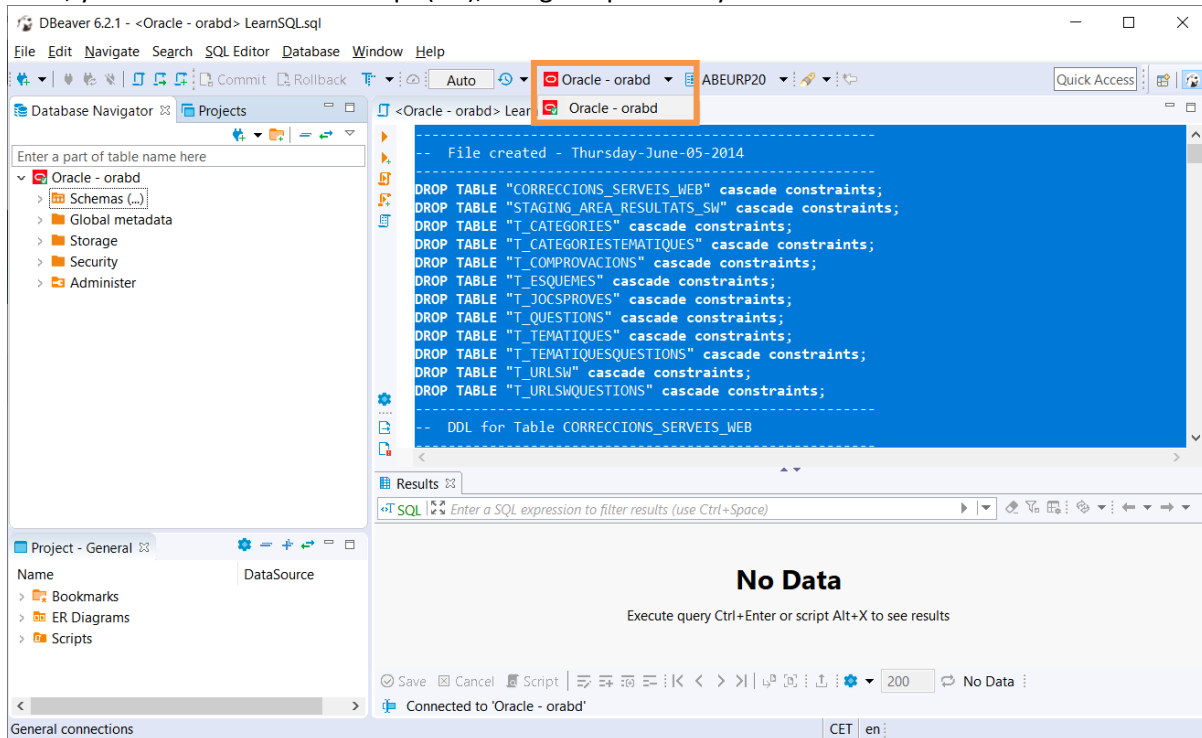 DBeaver 6.2.1 - <Oracle - orabd> LearnSQL.sql
File Edit Navigate Search SQL Editor Database Window Help
Commit Rollback Auto Oracle - orabd ABEURP20 Quick Access
Oracle - orabd
Database Navigator Projects
<Oracle - orabd> Lear
Enter a part of table name here
Oracle - orabd
Schemas (...)
Global metadata
Storage
Security
Administer
------------------------------------------------------
-- File created - Thursday-June-05-2014
------------------------------------------------------
DROP TABLE "CORRECCIONS_SERVEIS_WEB" cascade constraints;
DROP TABLE "STAGING_AREA_RESULTATS_SW" cascade constraints;
DROP TABLE "T_CATEGORIES" cascade constraints;
DROP TABLE "T_CATEGORIESTEMATIQUES" cascade constraints;
DROP TABLE "T_COMPROVACIONS" cascade constraints;
DROP TABLE "T_ESQUEMES" cascade constraints;
DROP TABLE "T_JOCSPROVES" cascade constraints;
DROP TABLE "T_QUESTIONS" cascade constraints;
DROP TABLE "T_TEMATIQUES" cascade constraints;
DROP TABLE "T_TEMATIQUESQUESTIONS" cascade constraints;
DROP TABLE "T_URLSW" cascade constraints;
DROP TABLE "T_URLSWQUESTIONS" cascade constraints;
------------------------------------------------------
-- DDL for Table CORRECCIONS_SERVEIS_WEB
------------------------------------------------------
Results
SQL Enter a SQL expression to filter results (use Ctrl+Space)
Project - General
Name DataSource
Bookmarks
ER Diagrams
Scripts
No Data
Execute query Ctrl+Enter or script Alt+X to see results
Save Cancel Script 200 No Data
Connected to 'Oracle - orabd'
General connections CET en